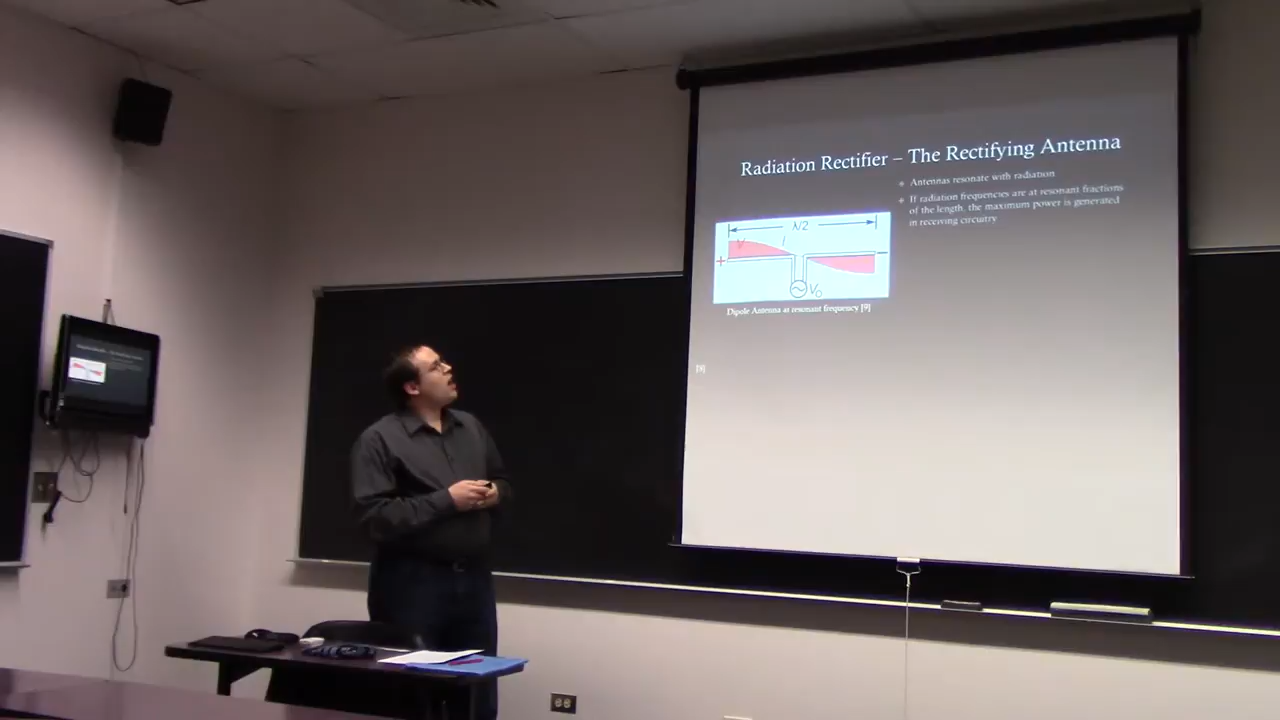 Radiation Rectifier – The Rectifying Antenna
Antennas resonate with radiation
If radiation frequencies are at resonant fractions
of the length, the maximum power is generated
in receiving circuitry
λ/2
V I
+ −
V₀
Dipole Antenna at resonant frequency [9]
[9]